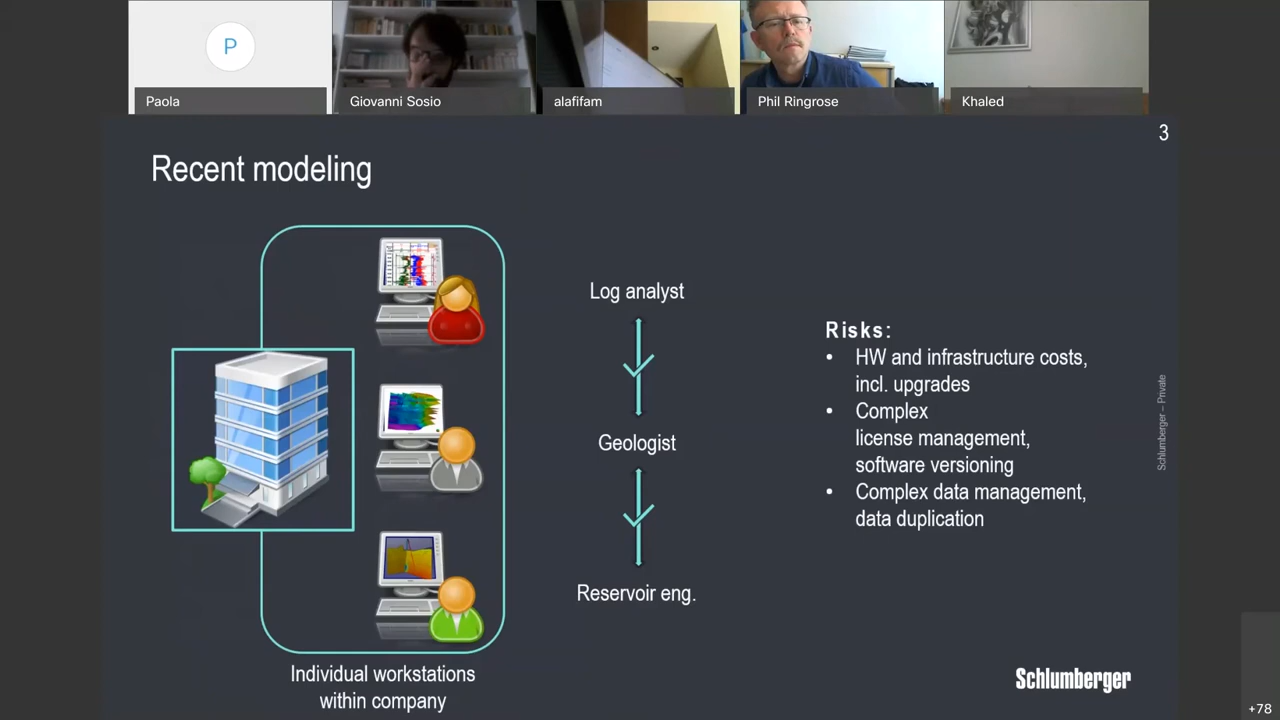 P
Paola
Giovanni Sosio
alafifam
Phil Ringrose
Khaled
3
Recent modeling
Log analyst
Geologist
Reservoir eng.
Risks:
• HW and infrastructure costs,
incl. upgrades
• Complex
license management,
software versioning
• Complex data management,
data duplication
Schlumberger – Private
Individual workstations
within company
Schlumberger
+78